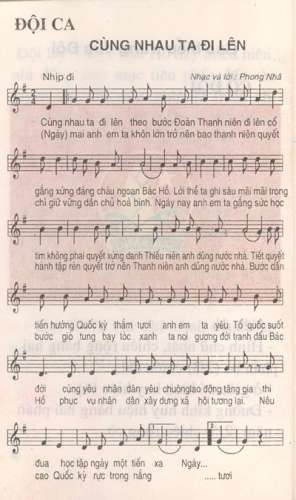 ĐỘI CA
CÙNG NHAU TA ĐI LÊN
Nhịp đi
Nhạc và lời: Phong Nhã
Cùng nhau ta đi lên theo bước Đoàn Thanh niên đi lên cố
(Ngày) mai anh em ta khôn lớn trở nên bao thanh niên quyết
gắng xứng đáng cháu ngoan Bác Hồ. Lời thề ta ghi sâu mãi mãi trong
chí giữ vững dân chủ hoà bình. Ngày nay anh em ta gắng sức học
tim không phai quyết xứng danh Thiếu niên anh dũng nước nhà. Tiết quyết
hành tập rèn quyết trở nên Thanh niên anh dũng nước nhà. Bước dẫn
tiến hướng Quốc kỳ thắm tươi anh em ta yêu Tổ quốc suốt
bước gió tung bay lóc xanh ta noi gương đời tranh đấu Bác
đời cùng yêu nhân dân yêu chuộng lao động tăng gia thi
Hồ phục vụ nhân dân xây dựng xã hội tương lai. Nêu
đua học tập ngày một tiến xa Ngày...
cao Quốc kỳ rực trong nắng ..... tươi